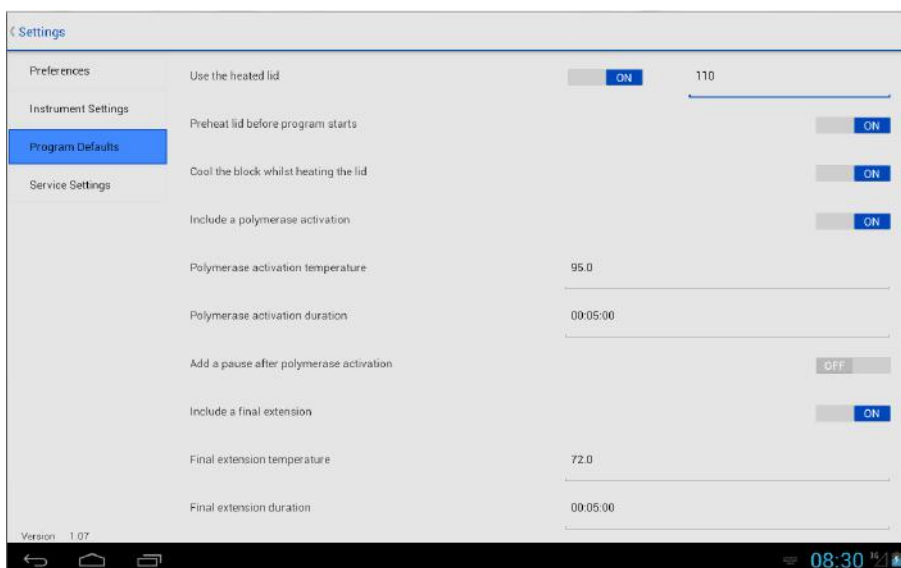 Settings
Preferences
Use the heated lid ON 110
Instrument Settings
Preheat lid before program starts ON
Program Defaults
Cool the block whilst heating the lid ON
Service Settings
Include a polymerase activation ON
Polymerase activation temperature 95.0
Polymerase activation duration 00:05:00
Add a pause after polymerase activation OFF
Include a final extension ON
Final extension temperature 72.0
Final extension duration 00:05:00
Version 1.07
08:30 3G